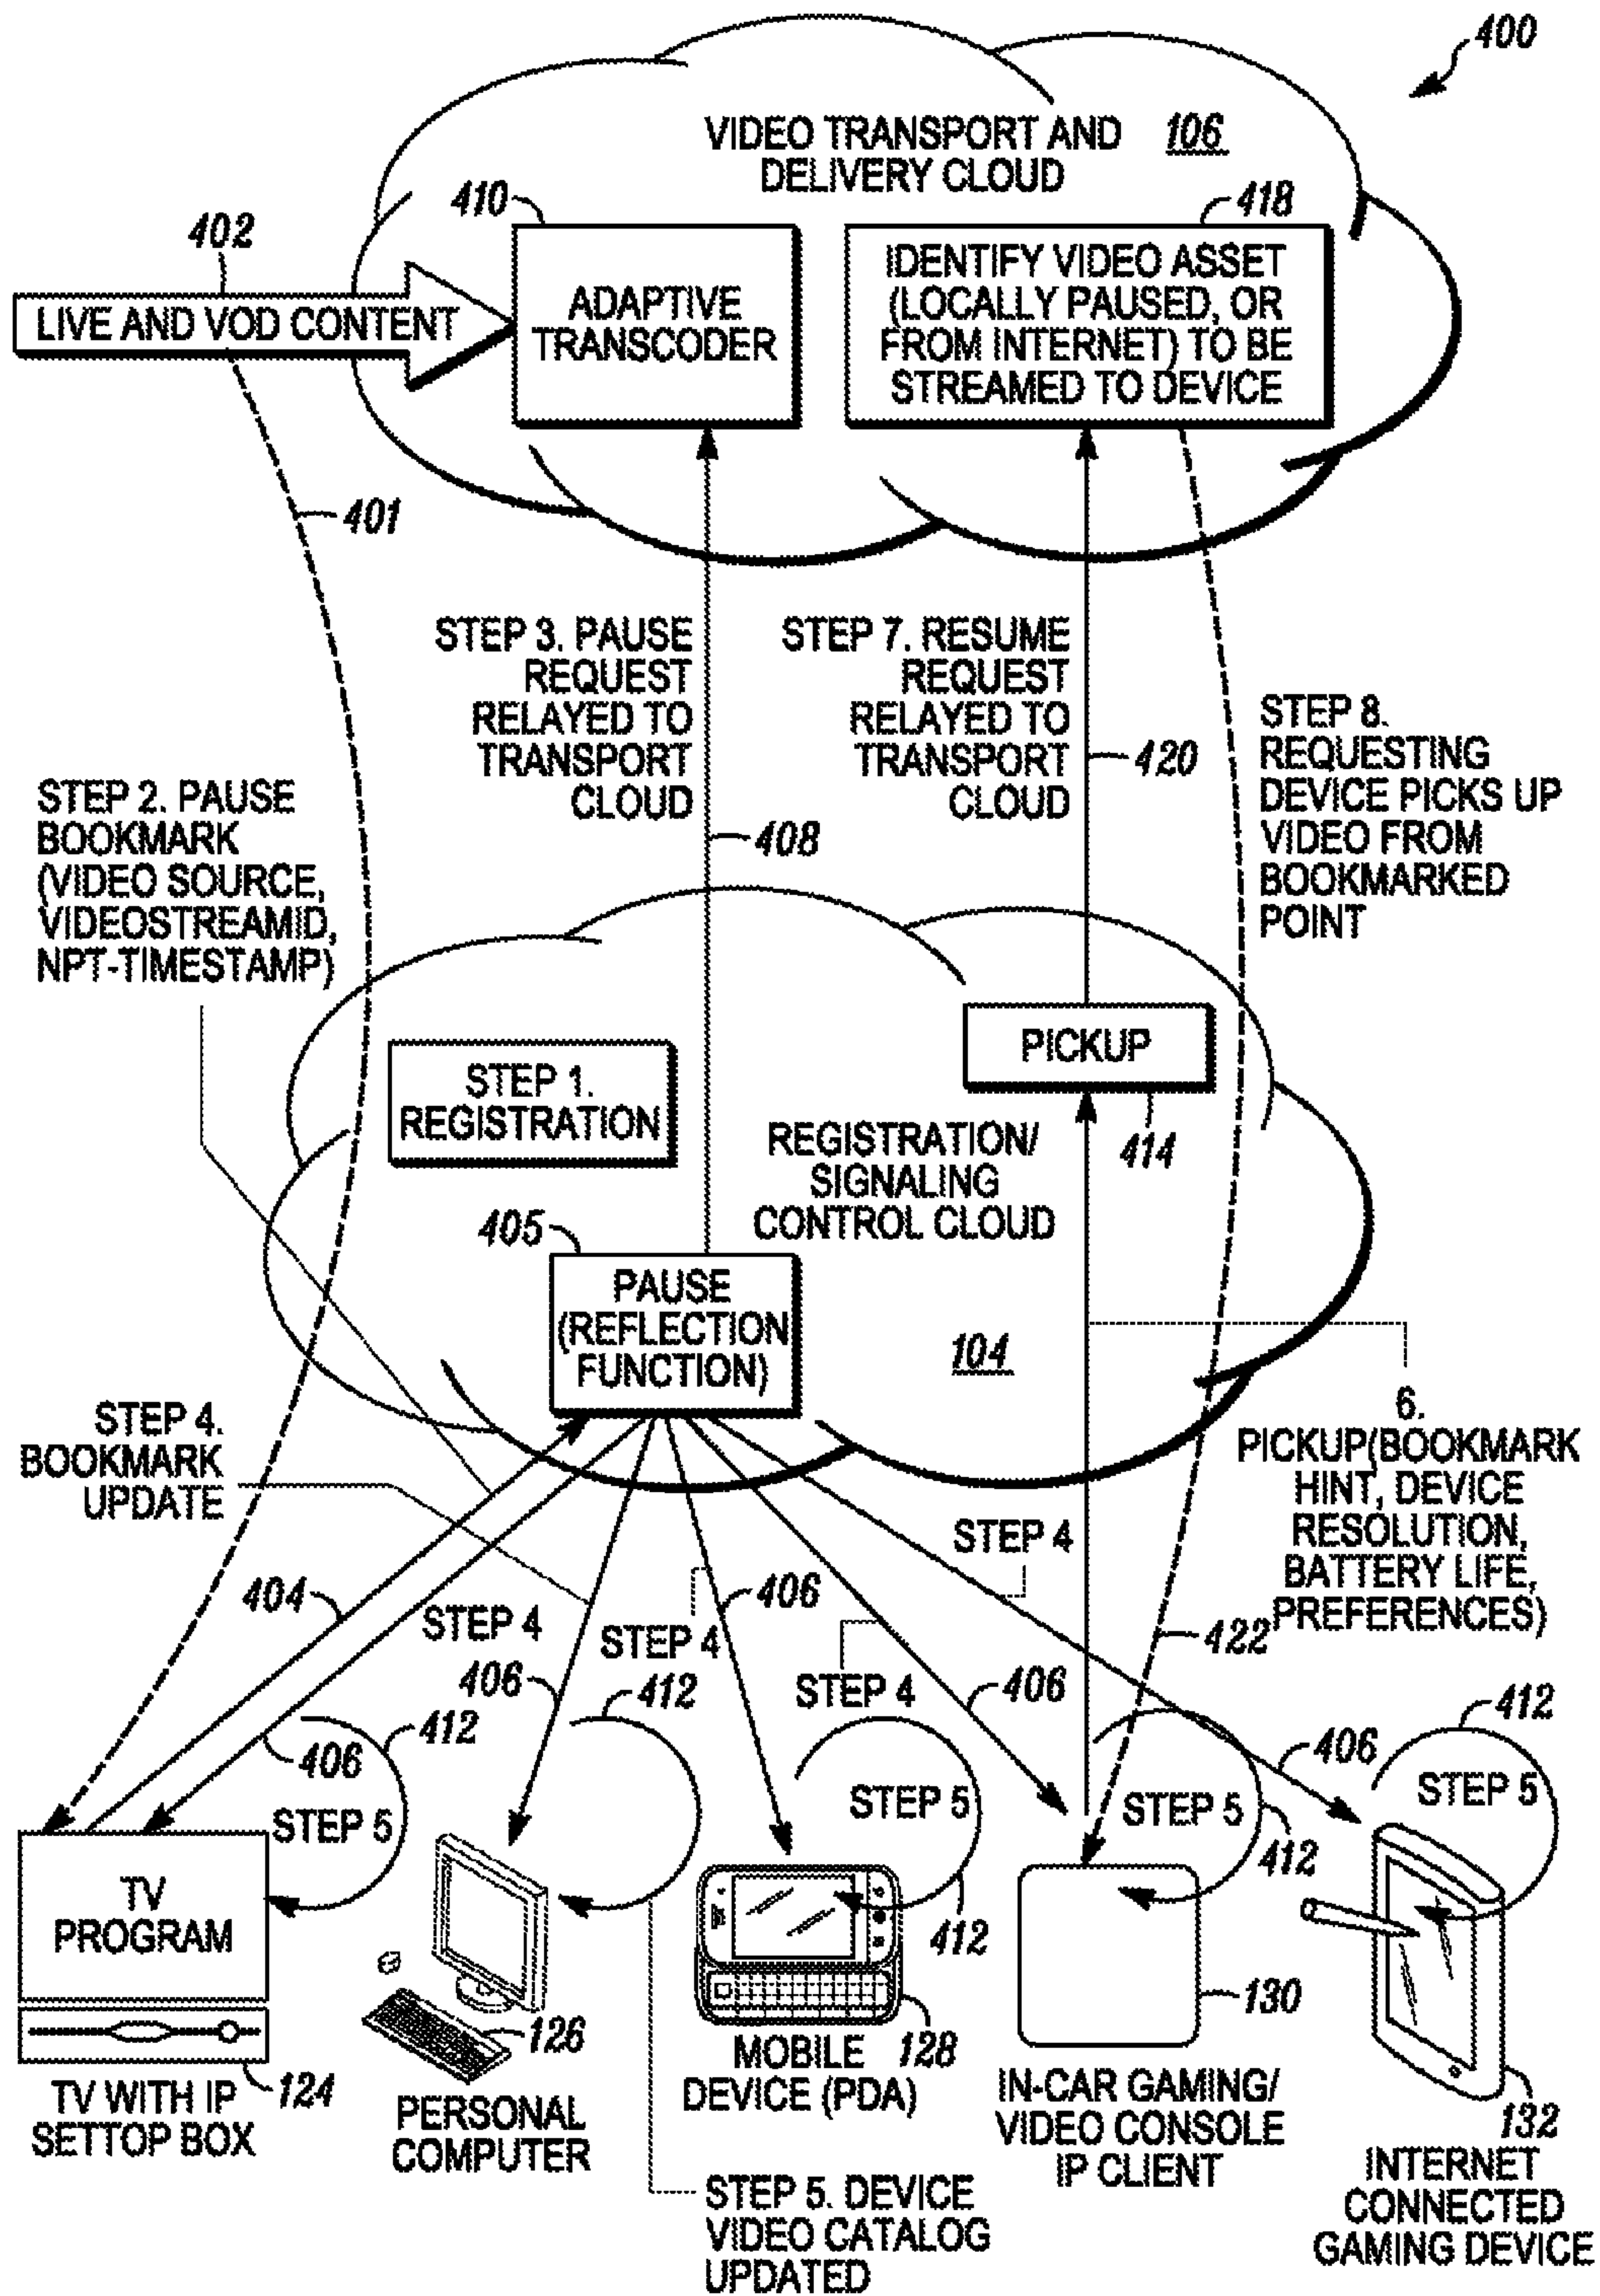 400
VIDEO TRANSPORT AND
DELIVERY CLOUD
106
410
418
402
LIVE AND VOD CONTENT
ADAPTIVE
TRANSCODER
IDENTIFY VIDEO ASSET
(LOCALLY PAUSED, OR
FROM INTERNET) TO BE
STREAMED TO DEVICE
401
STEP 3. PAUSE
REQUEST
RELAYED TO
TRANSPORT
CLOUD
408
STEP 7. RESUME
REQUEST
RELAYED TO
TRANSPORT
CLOUD
420
STEP 8.
REQUESTING
DEVICE PICKS UP
VIDEO FROM
BOOKMARKED
POINT
STEP 2. PAUSE
BOOKMARK
(VIDEO SOURCE,
VIDEOSTREAMID,
NPT-TIMESTAMP)
STEP 1.
REGISTRATION
PICKUP
414
REGISTRATION/
SIGNALING
CONTROL CLOUD
405
PAUSE
(REFLECTION
FUNCTION)
104
STEP 4.
BOOKMARK
UPDATE
6.
PICKUP(BOOKMARK
HINT, DEVICE
RESOLUTION,
BATTERY LIFE,
PREFERENCES)
STEP 4
404
STEP 4
STEP 4
406
STEP 4
422
406
412
406
412
406
412
406
STEP 5
STEP 5
STEP 5
STEP 5
412
412
TV
PROGRAM
124
TV WITH IP
SETTOP BOX
126
PERSONAL
COMPUTER
128
MOBILE
DEVICE (PDA)
130
IN-CAR GAMING/
VIDEO CONSOLE
IP CLIENT
132
INTERNET
CONNECTED
GAMING DEVICE
STEP 5. DEVICE
VIDEO CATALOG
UPDATED